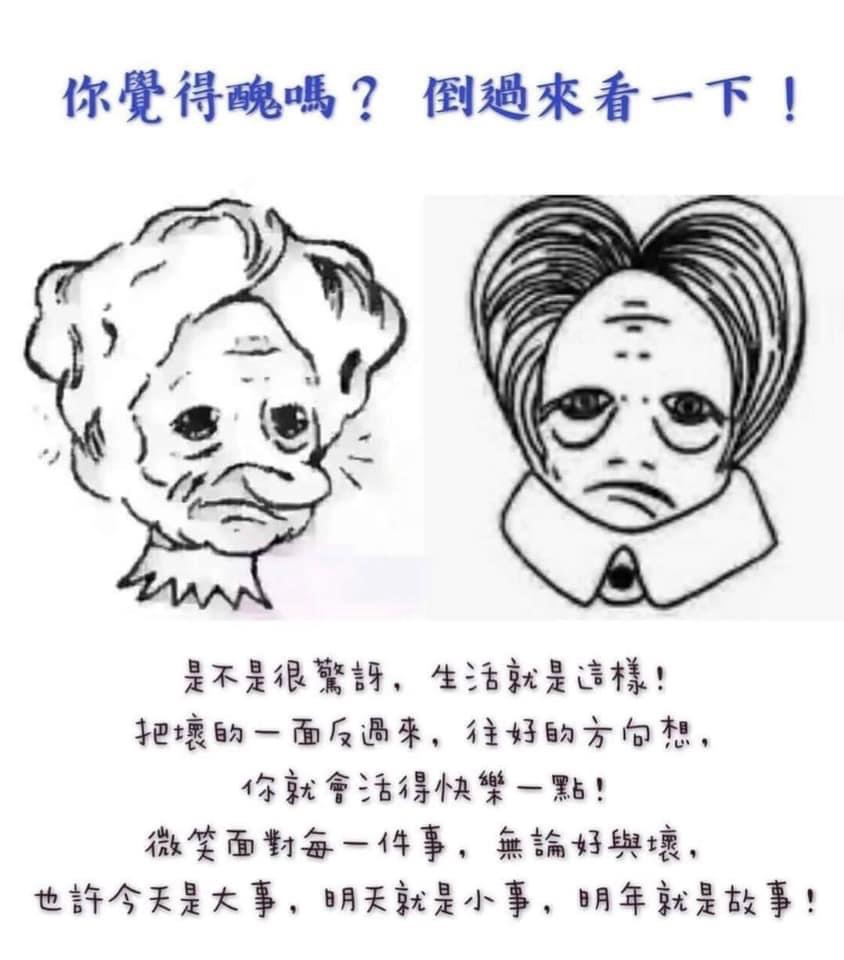 你覺得醜嗎？ 倒過來看一下！
是不是很驚訝，生活就是這樣！
把壞的一面反過來，往好的方向想，
你就會活得快樂一點！
微笑面對每一件事，無論好與壞，
也許今天是大事，明天就是小事，明年就是故事！